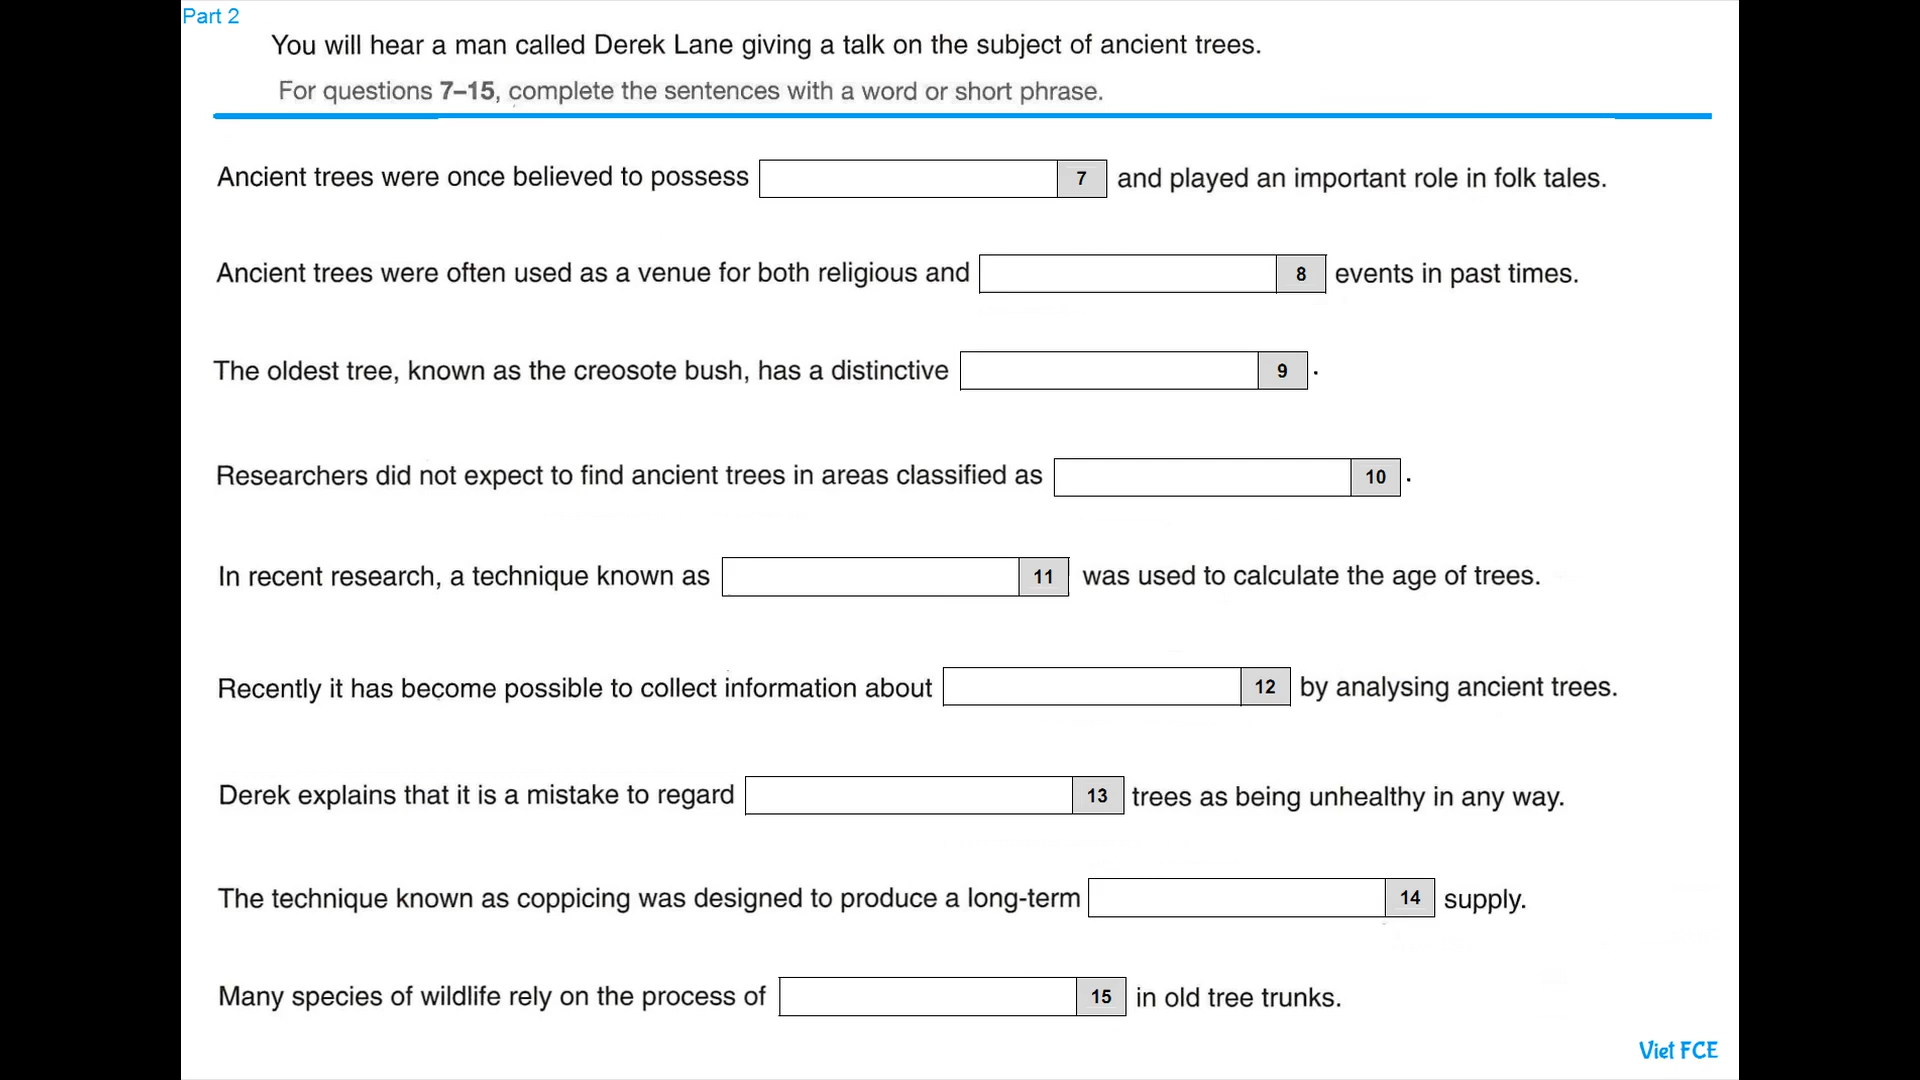 Part 2
You will hear a man called Derek Lane giving a talk on the subject of ancient trees.
For questions 7–15, complete the sentences with a word or short phrase.
Ancient trees were once believed to possess 7 and played an important role in folk tales.
Ancient trees were often used as a venue for both religious and 8 events in past times.
The oldest tree, known as the creosote bush, has a distinctive 9 .
Researchers did not expect to find ancient trees in areas classified as 10 .
In recent research, a technique known as 11 was used to calculate the age of trees.
Recently it has become possible to collect information about 12 by analysing ancient trees.
Derek explains that it is a mistake to regard 13 trees as being unhealthy in any way.
The technique known as coppicing was designed to produce a long-term 14 supply.
Many species of wildlife rely on the process of 15 in old tree trunks.
Viet FCE